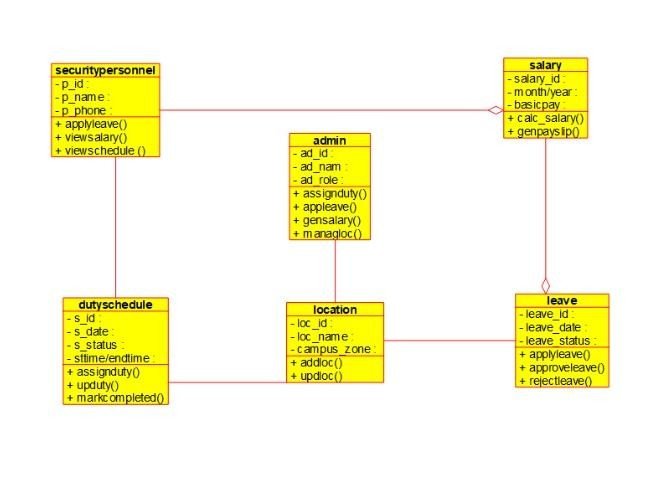 securitypersonnel
- p_id :
- p_name :
- p_phone :
+ applyleave()
+ viewsalary()
+ viewschedule ()
salary
- salary_id :
- month/year :
- basicpay :
+ calc_salary()
+ genpayslip()
admin
- ad_id :
- ad_nam :
- ad_role :
+ assignduty()
+ appleave()
+ gensalary()
+ managloc()
dutyschedule
- s_id :
- s_date :
- s_status :
- sttime/endtime :
+ assignduty()
+ upduty()
+ markcompleted()
location
- loc_id :
- loc_name :
- campus_zone :
+ addloc()
+ updloc()
leave
- leave_id :
- leave_date :
- leave_status :
+ applyleave()
+ approveleave()
+ rejectleave()